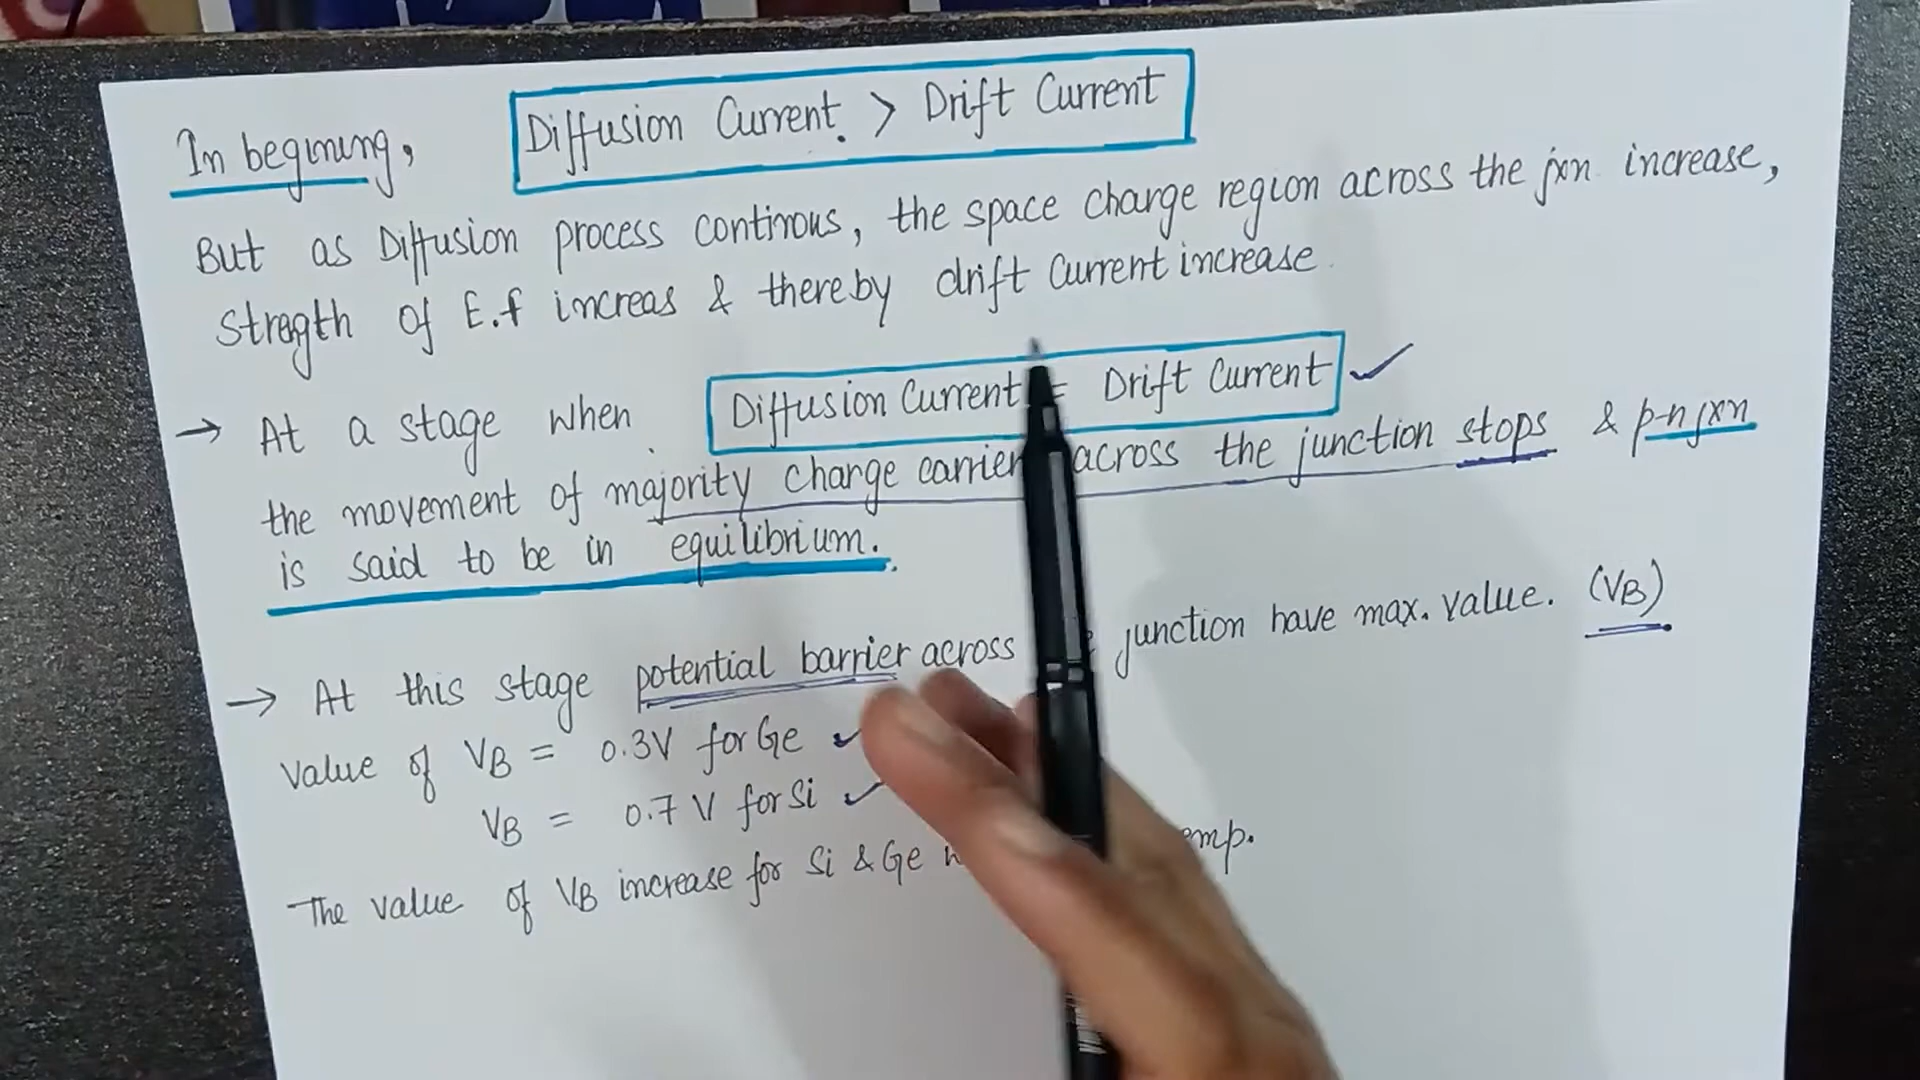 In begining, Diffusion Current > Drift Current
But as Diffusion process continous, the space charge region across the jxn increase,
Stregth of E.f increas & thereby drift Current increase
→ At a stage when Diffusion Current = Drift Current
the movement of majority charge carrier across the junction stops & p-n jxn
is said to be in equilibrium.
→ At this stage potential barrier across junction have max. value. (VB)
Value of VB = 0.3V for Ge
VB = 0.7 V for Si
The value of VB increase for Si & Ge